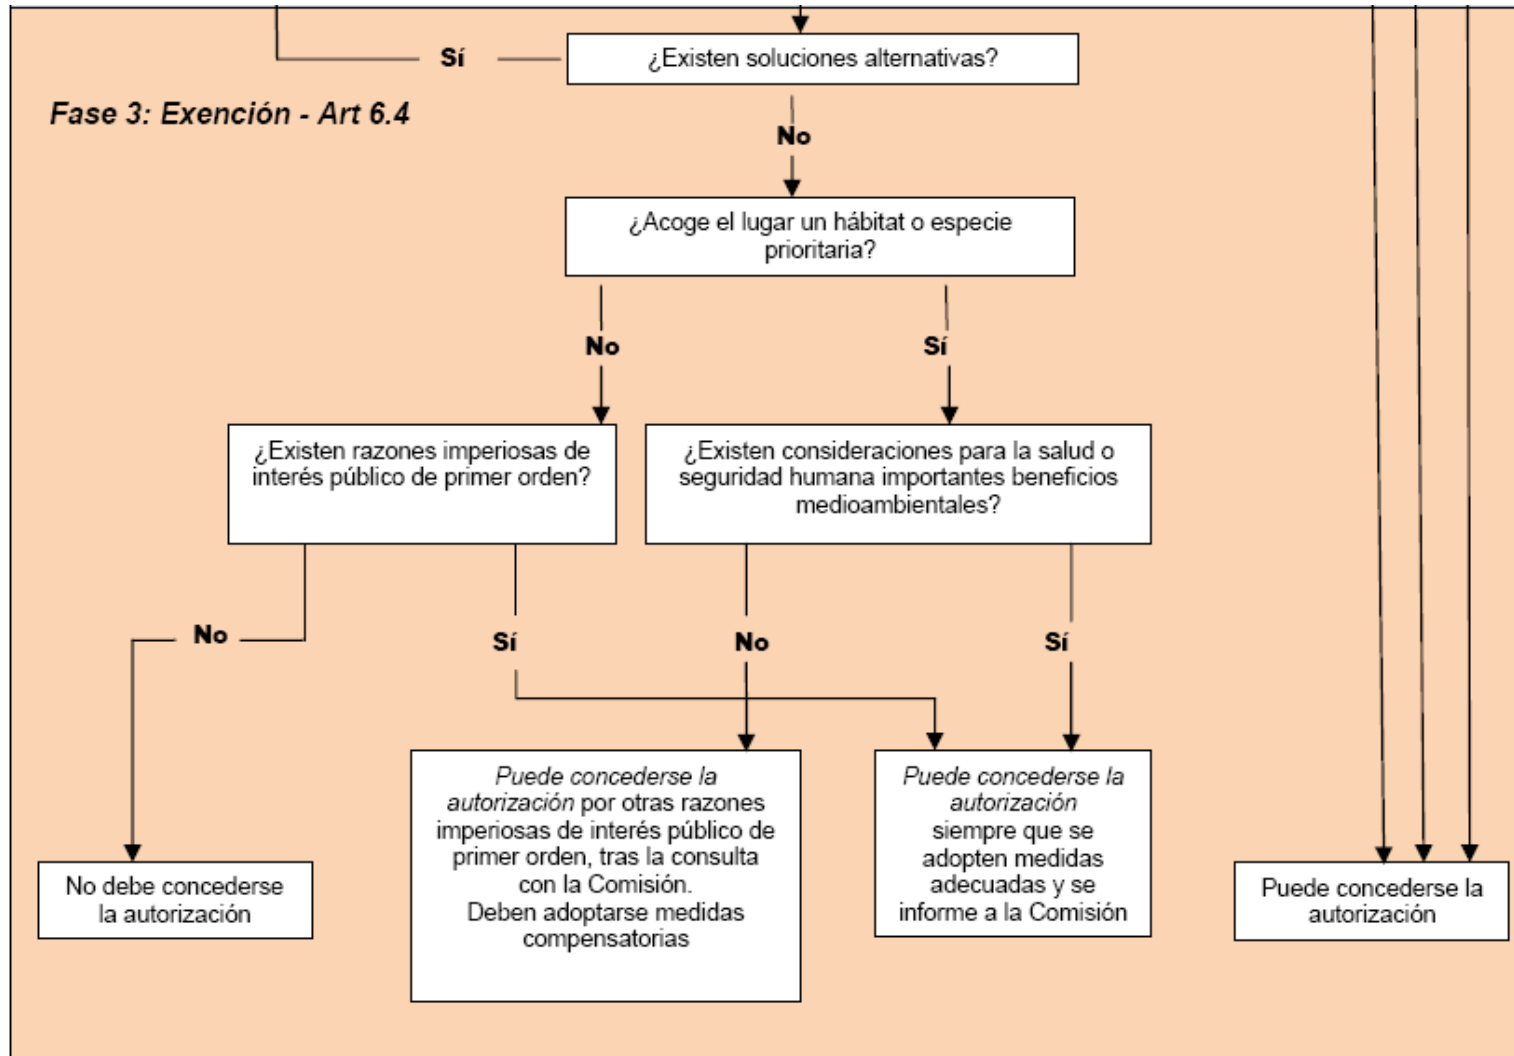 Sí
¿Existen soluciones alternativas?
Fase 3: Exención - Art 6.4
No
¿Acoge el lugar un hábitat o especie
prioritaria?
No
Sí
¿Existen razones imperiosas de
interés público de primer orden?
¿Existen consideraciones para la salud o
seguridad humana importantes beneficios
medioambientales?
No
Sí
No
Sí
No debe concederse
la autorización
Puede concederse la
autorización por otras razones
imperiosas de interés público de
primer orden, tras la consulta
con la Comisión.
Deben adoptarse medidas
compensatorias
Puede concederse la
autorización
siempre que se
adopten medidas
adecuadas y se
informe a la Comisión
Puede concederse la
autorización